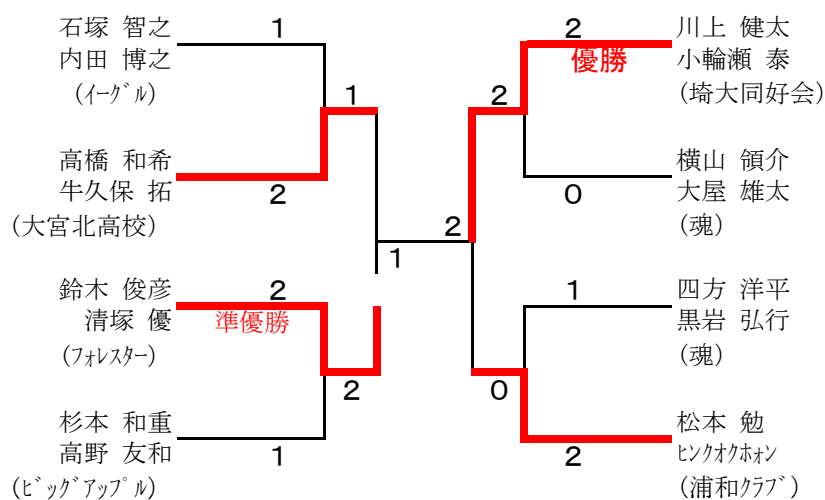 石塚 智之
内田 博之
(ｲｰｸﾞﾙ)
1
高橋 和希
牛久保 拓
(大宮北高校)
2
1
鈴木 俊彦
清塚 優
(ﾌｫﾚｽﾀｰ)
2
準優勝
杉本 和重
高野 友和
(ﾋﾞｯｸﾞｱｯﾌﾟﾙ)
1
2
1
2
川上 健太
小輪瀬 泰
(埼大同好会)
2
優勝
2
横山 領介
大屋 雄太
(魂)
0
四方 洋平
黒岩 弘行
(魂)
1
0
松本 勉
ﾋﾝｸｵｸﾎｫﾝ
(浦和ｸﾗﾌﾞ)
2